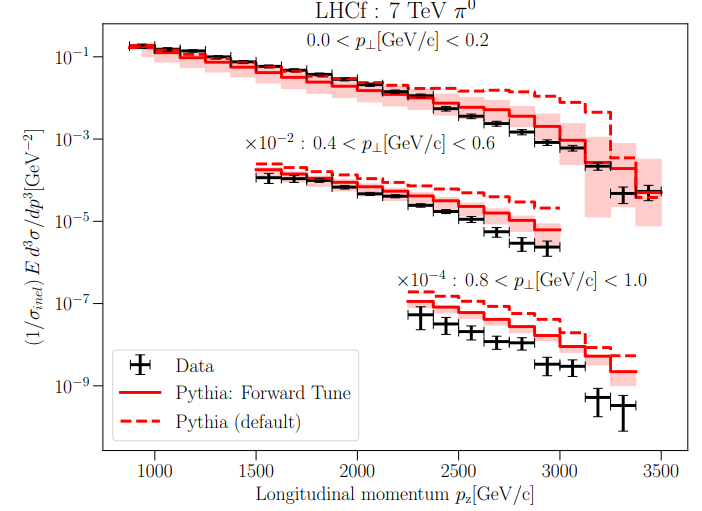 LHCf : 7 TeV π⁰
0.0 < p⊥[GeV/c] < 0.2
×10⁻² : 0.4 < p⊥[GeV/c] < 0.6
×10⁻⁴ : 0.8 < p⊥[GeV/c] < 1.0
(1/σ_inel) E d³σ/dp³[GeV⁻²]
10⁻¹
10⁻³
10⁻⁵
10⁻⁷
10⁻⁹
Data
Pythia: Forward Tune
Pythia (default)
1000 1500 2000 2500 3000 3500
Longitudinal momentum p_z[GeV/c]